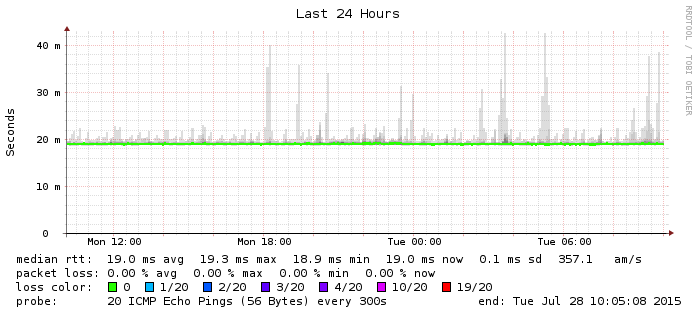 Last 24 Hours
RRDTOOL / TOBI OETIKER
Seconds
40 m
30 m
20 m
10 m
0
Mon 12:00 Mon 18:00 Tue 00:00 Tue 06:00
median rtt: 19.0 ms avg 19.3 ms max 18.9 ms min 19.0 ms now 0.1 ms sd 357.1 am/s
packet loss: 0.00 % avg 0.00 % max 0.00 % min 0.00 % now
loss color: 0 1/20 2/20 3/20 4/20 10/20 19/20
probe: 20 ICMP Echo Pings (56 Bytes) every 300s end: Tue Jul 28 10:05:08 2015